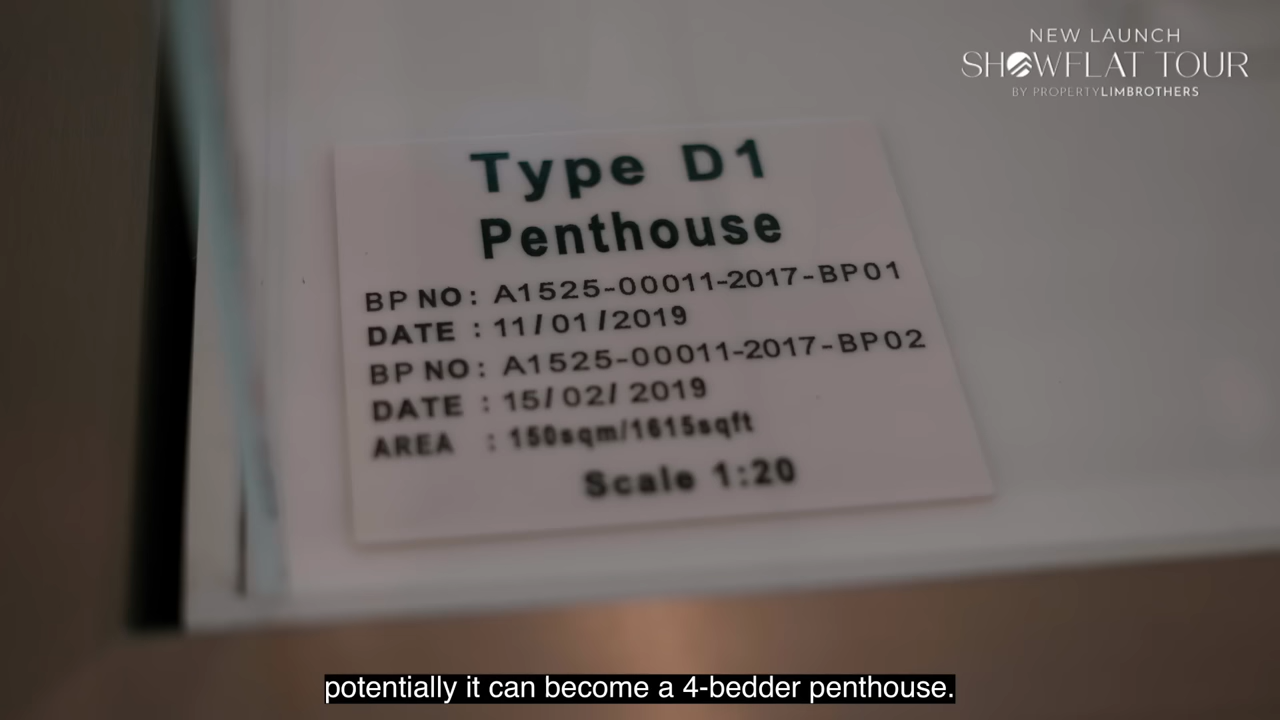 NEW LAUNCH
SHOWFLAT TOUR
BY PROPERTYLIMBROTHERS
Type D1
Penthouse
BP NO: A1525-00011-2017-BP01
DATE : 11/01/2019
BP NO: A1525-00011-2017-BP02
DATE : 15/02/2019
AREA : 150sqm/1615sqft
Scale 1:20
potentially it can become a 4-bedder penthouse.